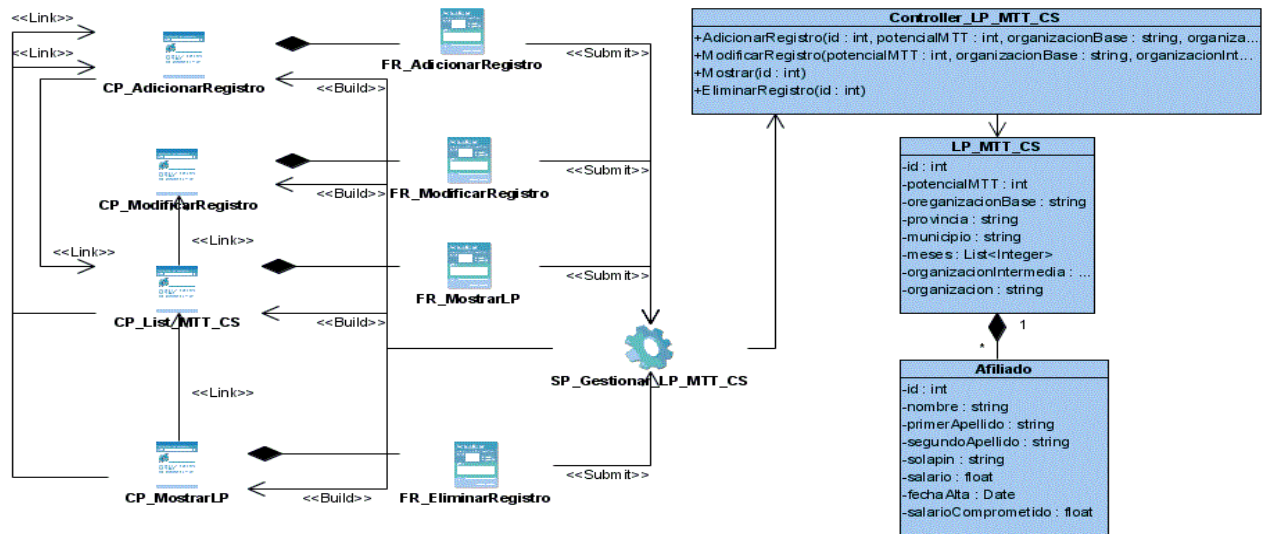 <<Link>>
<<Link>>
CP_AdicionarRegistro
FR_AdicionarRegistro
<<Submit>>
<<Build>>
CP_ModificarRegistro
FR_ModificarRegistro
<<Submit>>
<<Build>>
<<Link>>
<<Link>>
CP_List_MTT_CS
FR_MostrarLP
<<Submit>>
<<Build>>
SP_Gestionar_LP_MTT_CS
<<Link>>
CP_MostrarLP
FR_EliminarRegistro
<<Submit>>
<<Build>>
Controller_LP_MTT_CS
+AdicionarRegistro(id : int, potencialMTT : int, organizacionBase : string, organiza...
+ModificarRegistro(potencialMTT : int, organizacionBase : string, organizacionInt...
+Mostrar(id : int)
+EliminarRegistro(id : int)
LP_MTT_CS
-id : int
-potencialMTT : int
-oreganizacionBase : string
-provincia : string
-municipio : string
-meses : List<Integer>
-organizacionIntermedia : ...
-organizacion : string
1
*
Afiliado
-id : int
-nombre : string
-primerApellido : string
-segundoApellido : string
-solapin : string
-salario : float
-fechaAlta : Date
-salarioComprometido : float